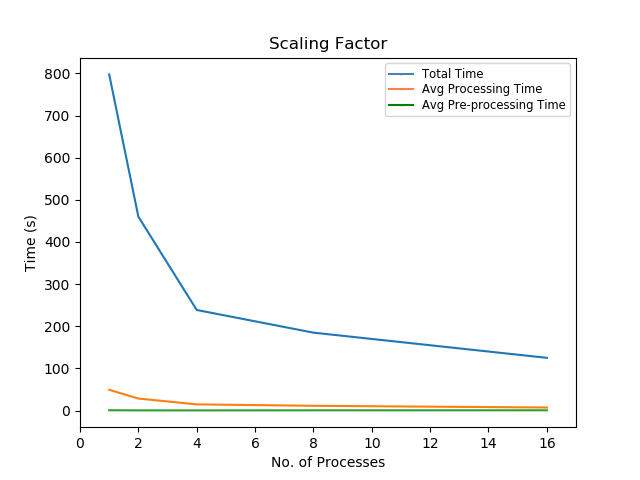 Scaling Factor
Total Time
Avg Processing Time
Avg Pre-processing Time
Time (s)
800
700
600
500
400
300
200
100
0
0 2 4 6 8 10 12 14 16
No. of Processes